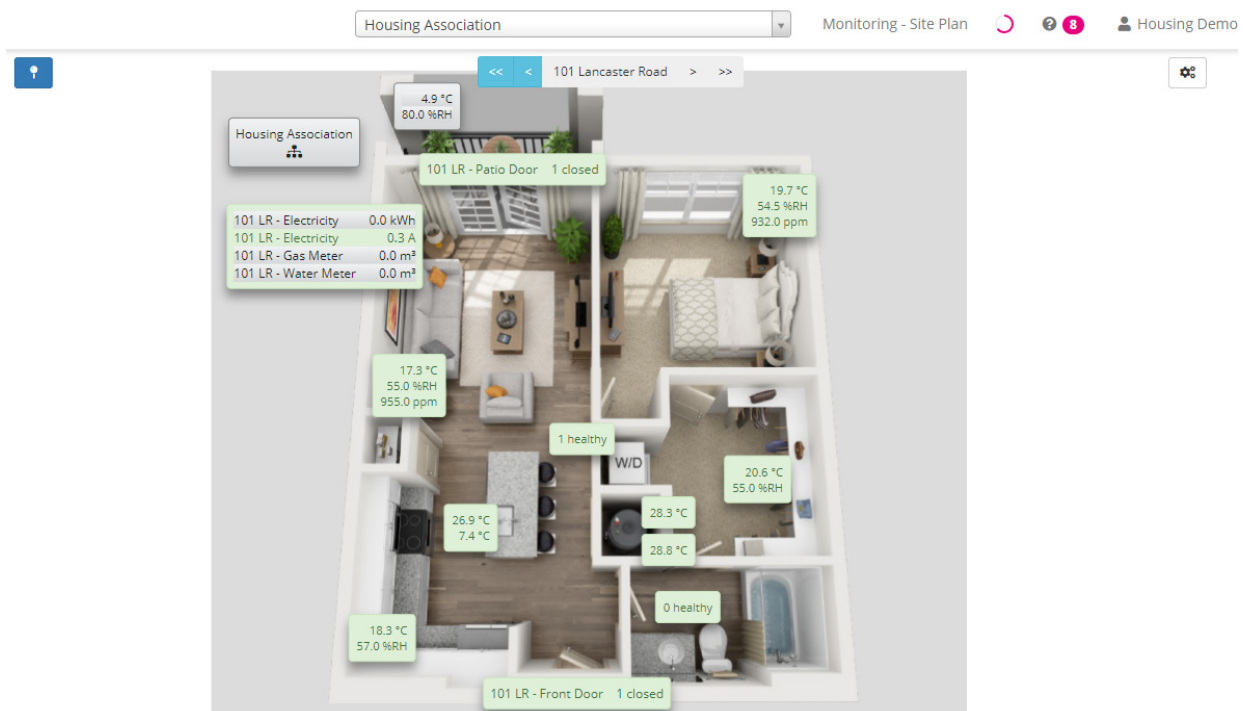 Housing Association
Monitoring - Site Plan
8
Housing Demo
<< < 101 Lancaster Road > >>
4.9 °C
80.0 %RH
Housing Association
101 LR - Patio Door 1 closed
19.7 °C
54.5 %RH
932.0 ppm
101 LR - Electricity 0.0 kWh
101 LR - Electricity 0.3 A
101 LR - Gas Meter 0.0 m³
101 LR - Water Meter 0.0 m³
17.3 °C
55.0 %RH
955.0 ppm
1 healthy
W/D
20.6 °C
55.0 %RH
26.9 °C
7.4 °C
28.3 °C
28.8 °C
0 healthy
18.3 °C
57.0 %RH
101 LR - Front Door 1 closed